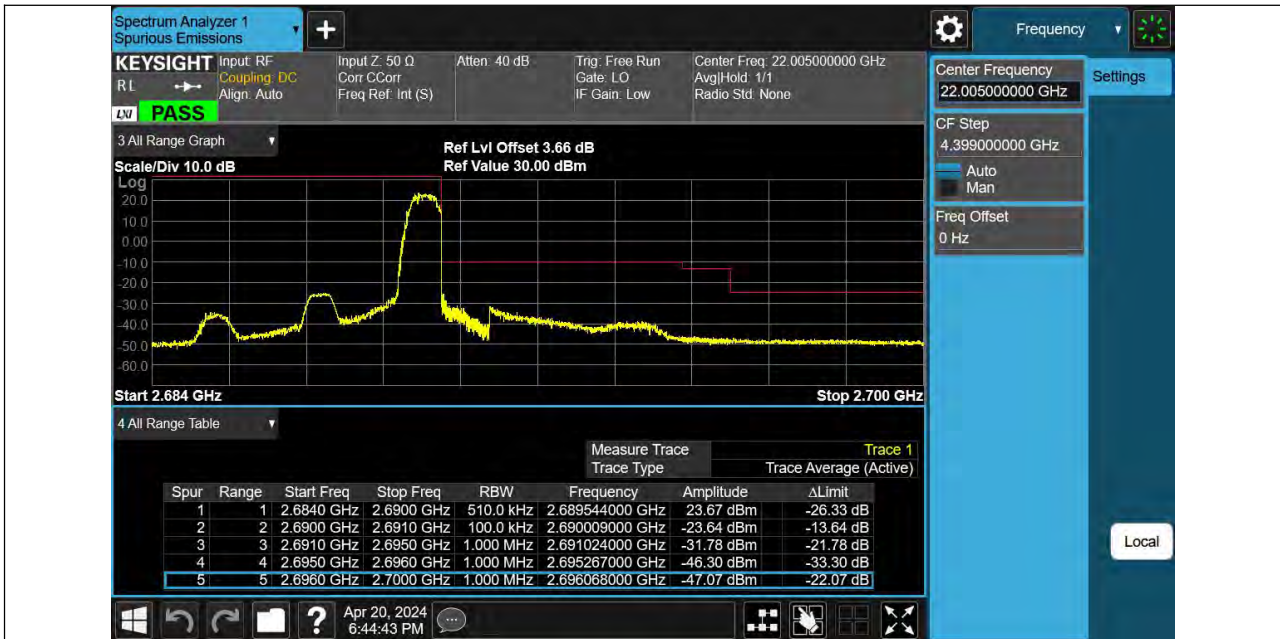 Spectrum Analyzer 1
Spurious Emissions
+
Frequency
KEYSIGHT Input: RF Input Z: 50 Ω Atten: 40 dB Trig: Free Run Center Freq: 22.005000000 GHz
R L Coupling: DC Corr CCorr Gate: LO Avg|Hold: 1/1
Align: Auto Freq Ref: Int (S) IF Gain: Low Radio Std: None
LXI PASS
Center Frequency
22.005000000 GHz
Settings
CF Step
4.399000000 GHz
Auto
Man
Freq Offset
0 Hz
3 All Range Graph
Ref Lvl Offset 3.66 dB
Scale/Div 10.0 dB Ref Value 30.00 dBm
Log
20.0
10.0
0.00
-10.0
-20.0
-30.0
-40.0
-50.0
-60.0
Start 2.684 GHz Stop 2.700 GHz
4 All Range Table
Measure Trace Trace 1
Trace Type Trace Average (Active)
Spur Range Start Freq Stop Freq RBW Frequency Amplitude ΔLimit
1 1 2.6840 GHz 2.6900 GHz 510.0 kHz 2.689544000 GHz 23.67 dBm -26.33 dB
2 2 2.6900 GHz 2.6910 GHz 100.0 kHz 2.690009000 GHz -23.64 dBm -13.64 dB
3 3 2.6910 GHz 2.6950 GHz 1.000 MHz 2.691024000 GHz -31.78 dBm -21.78 dB
4 4 2.6950 GHz 2.6960 GHz 1.000 MHz 2.695267000 GHz -46.30 dBm -33.30 dB
5 5 2.6960 GHz 2.7000 GHz 1.000 MHz 2.696068000 GHz -47.07 dBm -22.07 dB
Local
?
Apr 20, 2024
6:44:43 PM